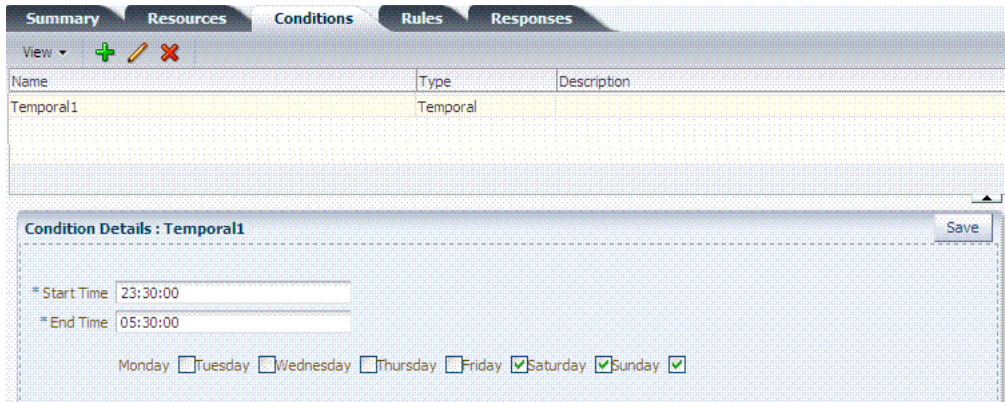 Summary Resources Conditions Rules Responses
View
Name Type Description
Temporal1 Temporal
Condition Details : Temporal1 Save
* Start Time 23:30:00
* End Time 05:30:00
Monday Tuesday Wednesday Thursday Friday Saturday Sunday